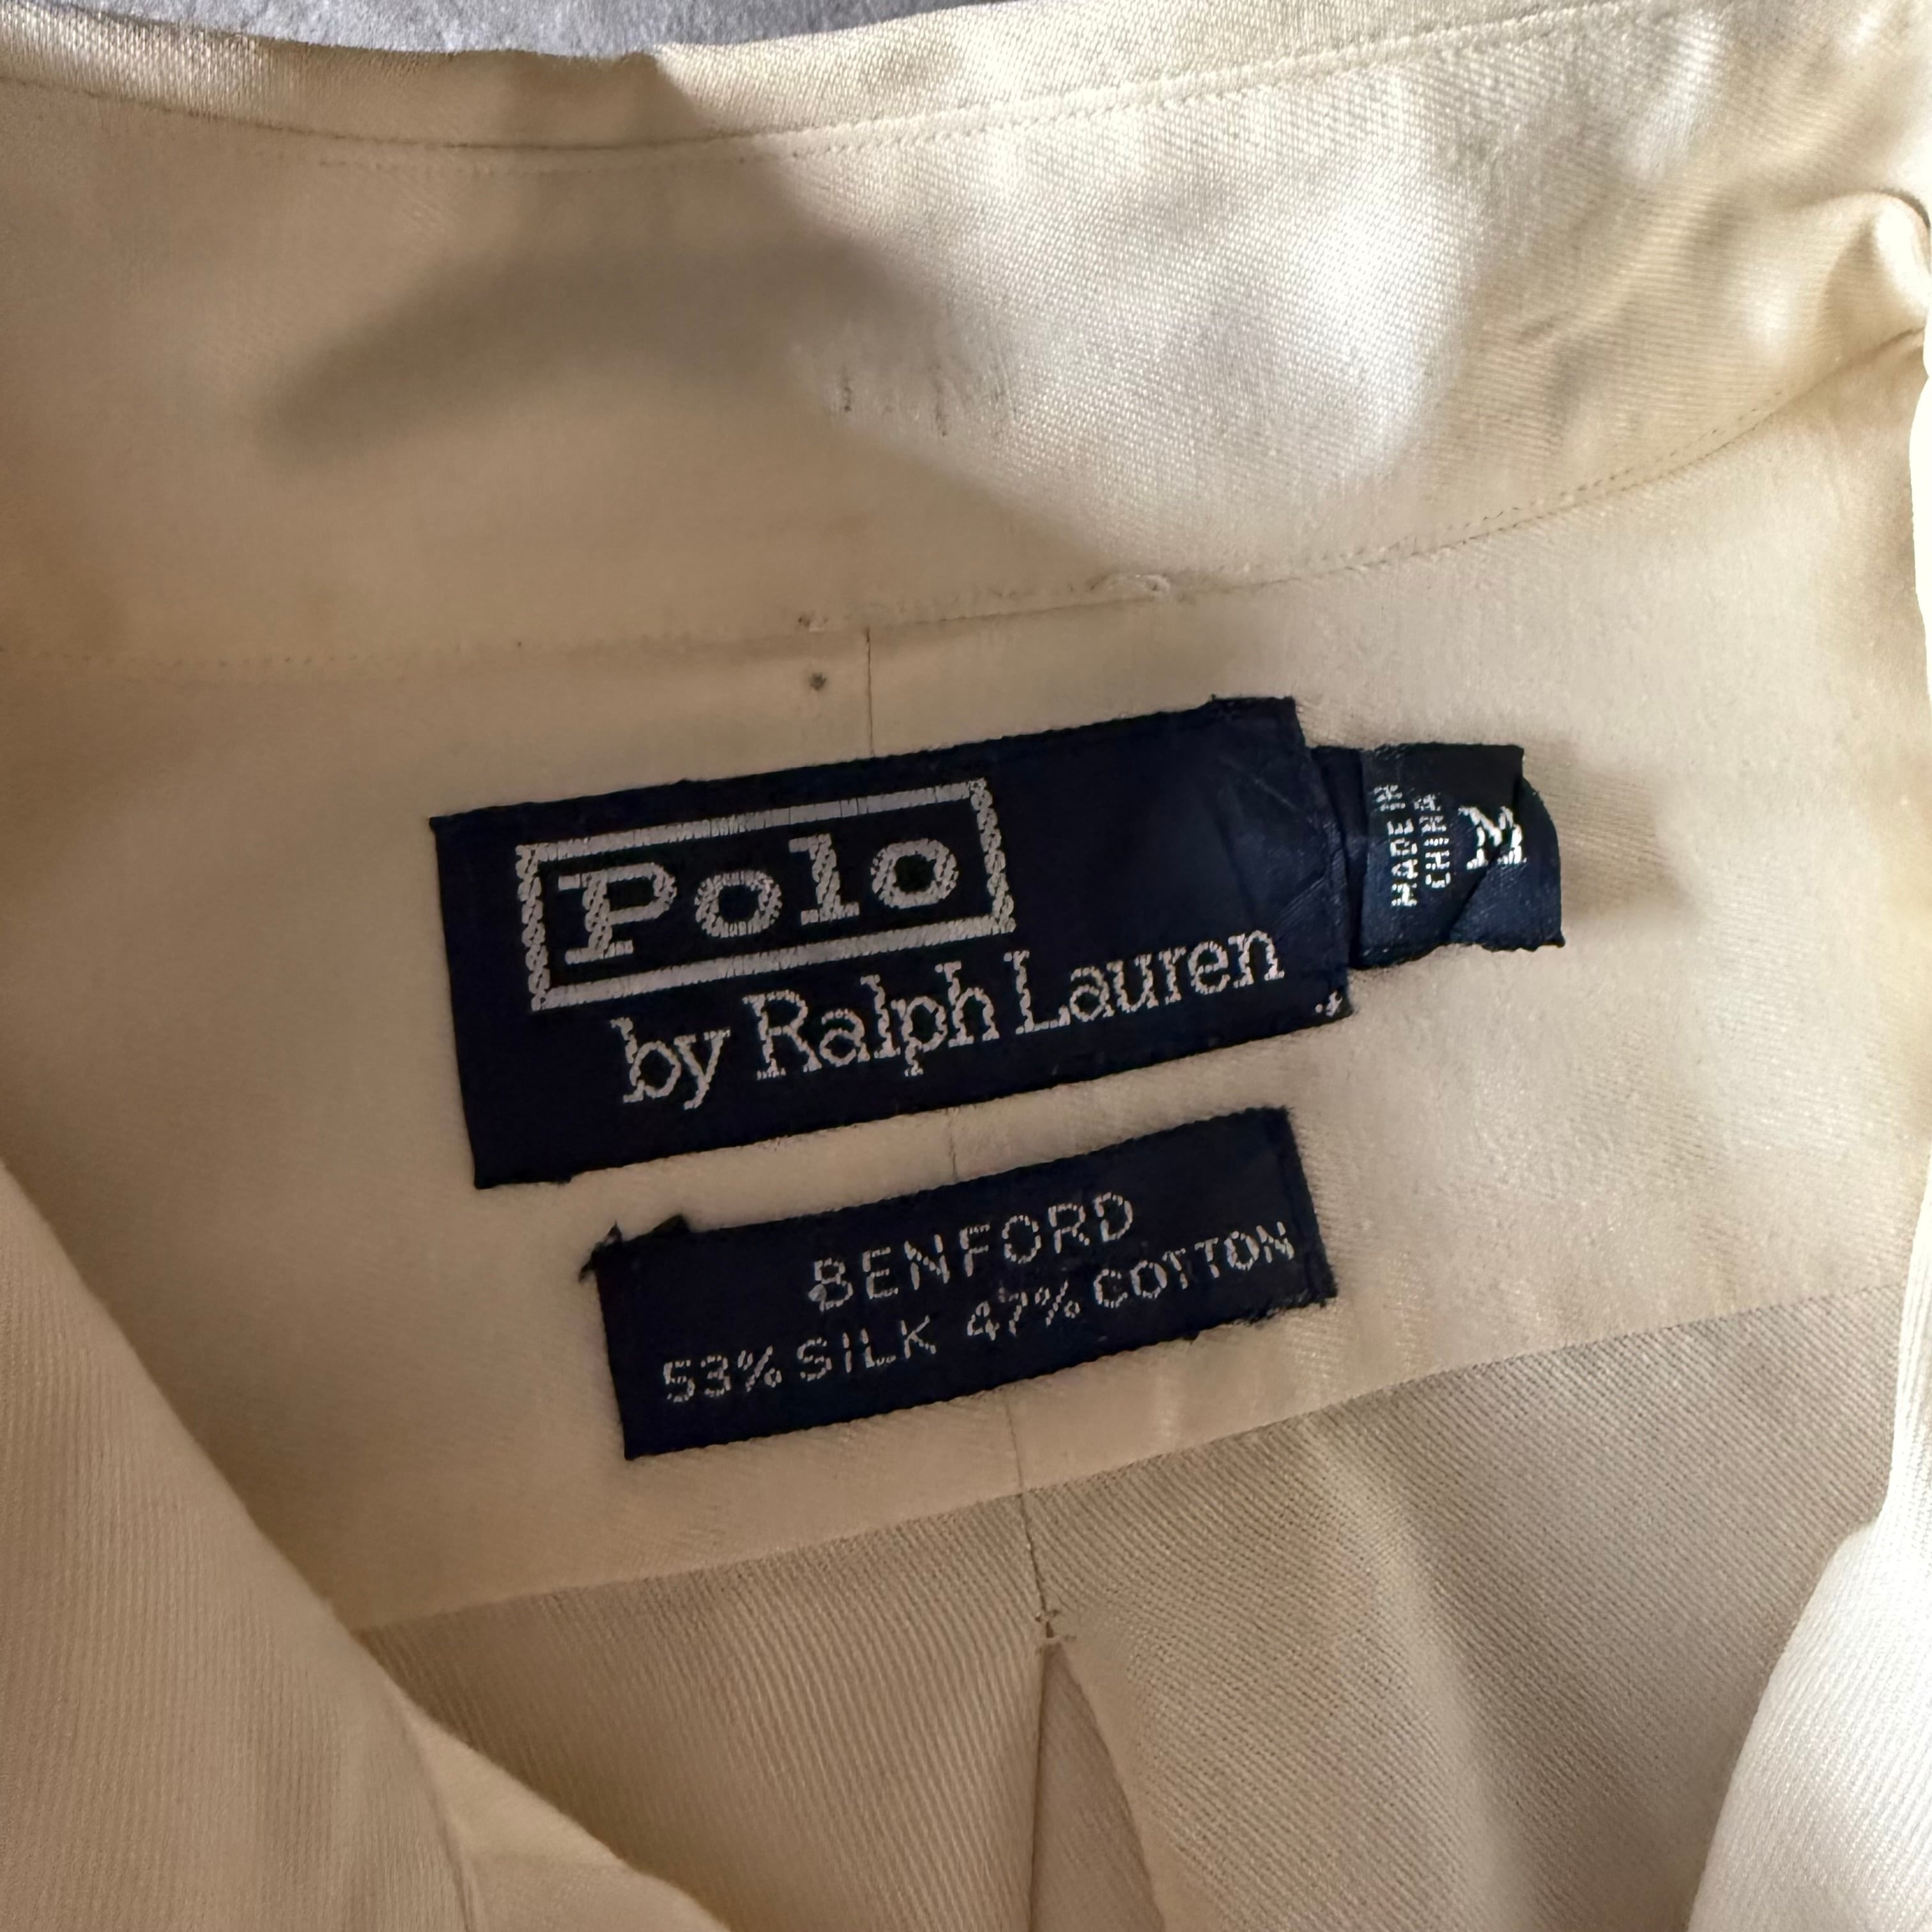 Polo
by Ralph Lauren
MADE IN
CHINA
M
BENFORD
53% SILK 47% COTTON